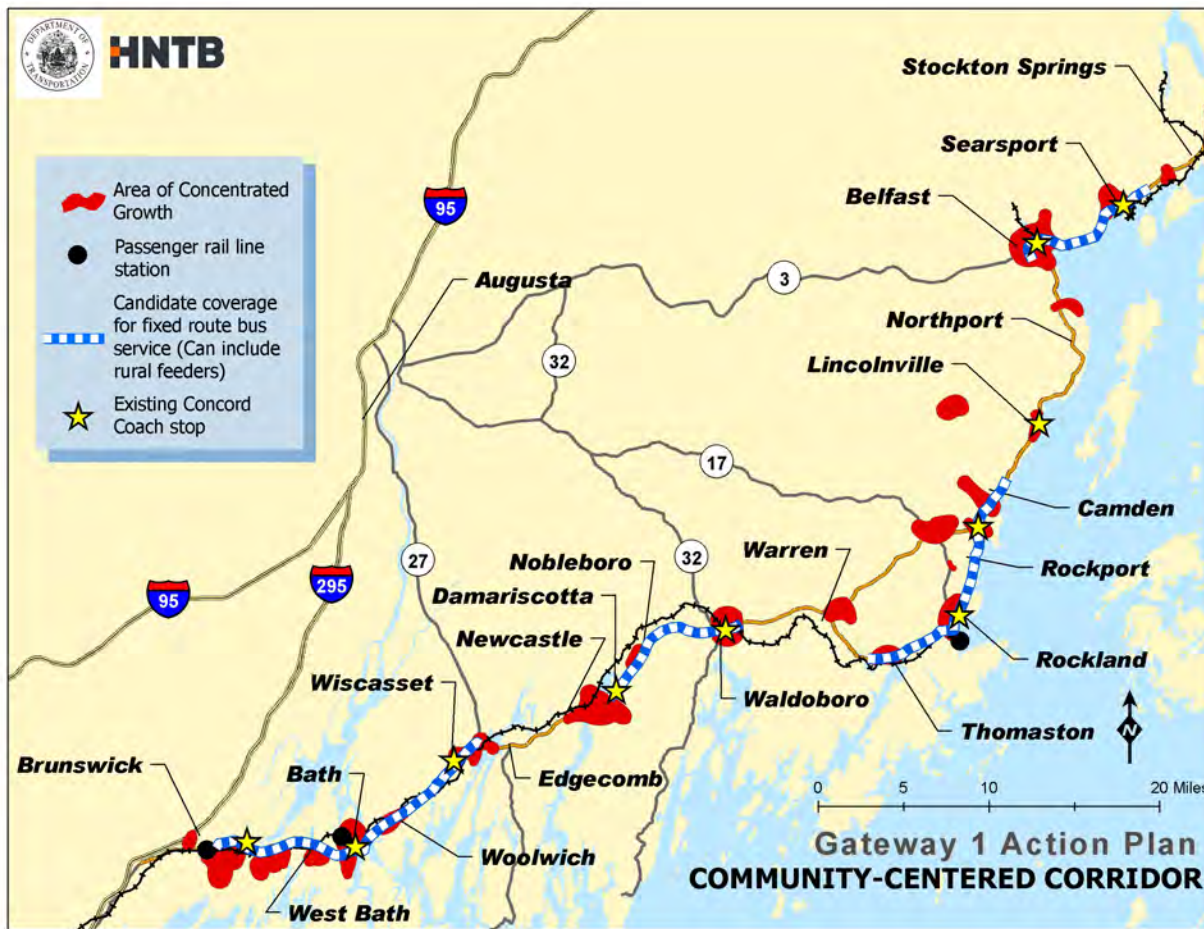 DEPARTMENT OF
TRANSPORTATION
HNTB
Area of Concentrated
Growth
Passenger rail line
station
Candidate coverage
for fixed route bus
service (Can include
rural feeders)
Existing Concord
Coach stop
Stockton Springs
Searsport
Belfast
95
Augusta
3
Northport
32
Lincolnville
17
Camden
Nobleboro
32
Warren
27
295
95
Damariscotta
Rockport
Newcastle
Wiscasset
Rockland
Waldoboro
Thomaston
N
Brunswick
Bath
Edgecomb
0 5 10 20 Miles
Woolwich
West Bath
Gateway 1 Action Plan
COMMUNITY-CENTERED CORRIDOR